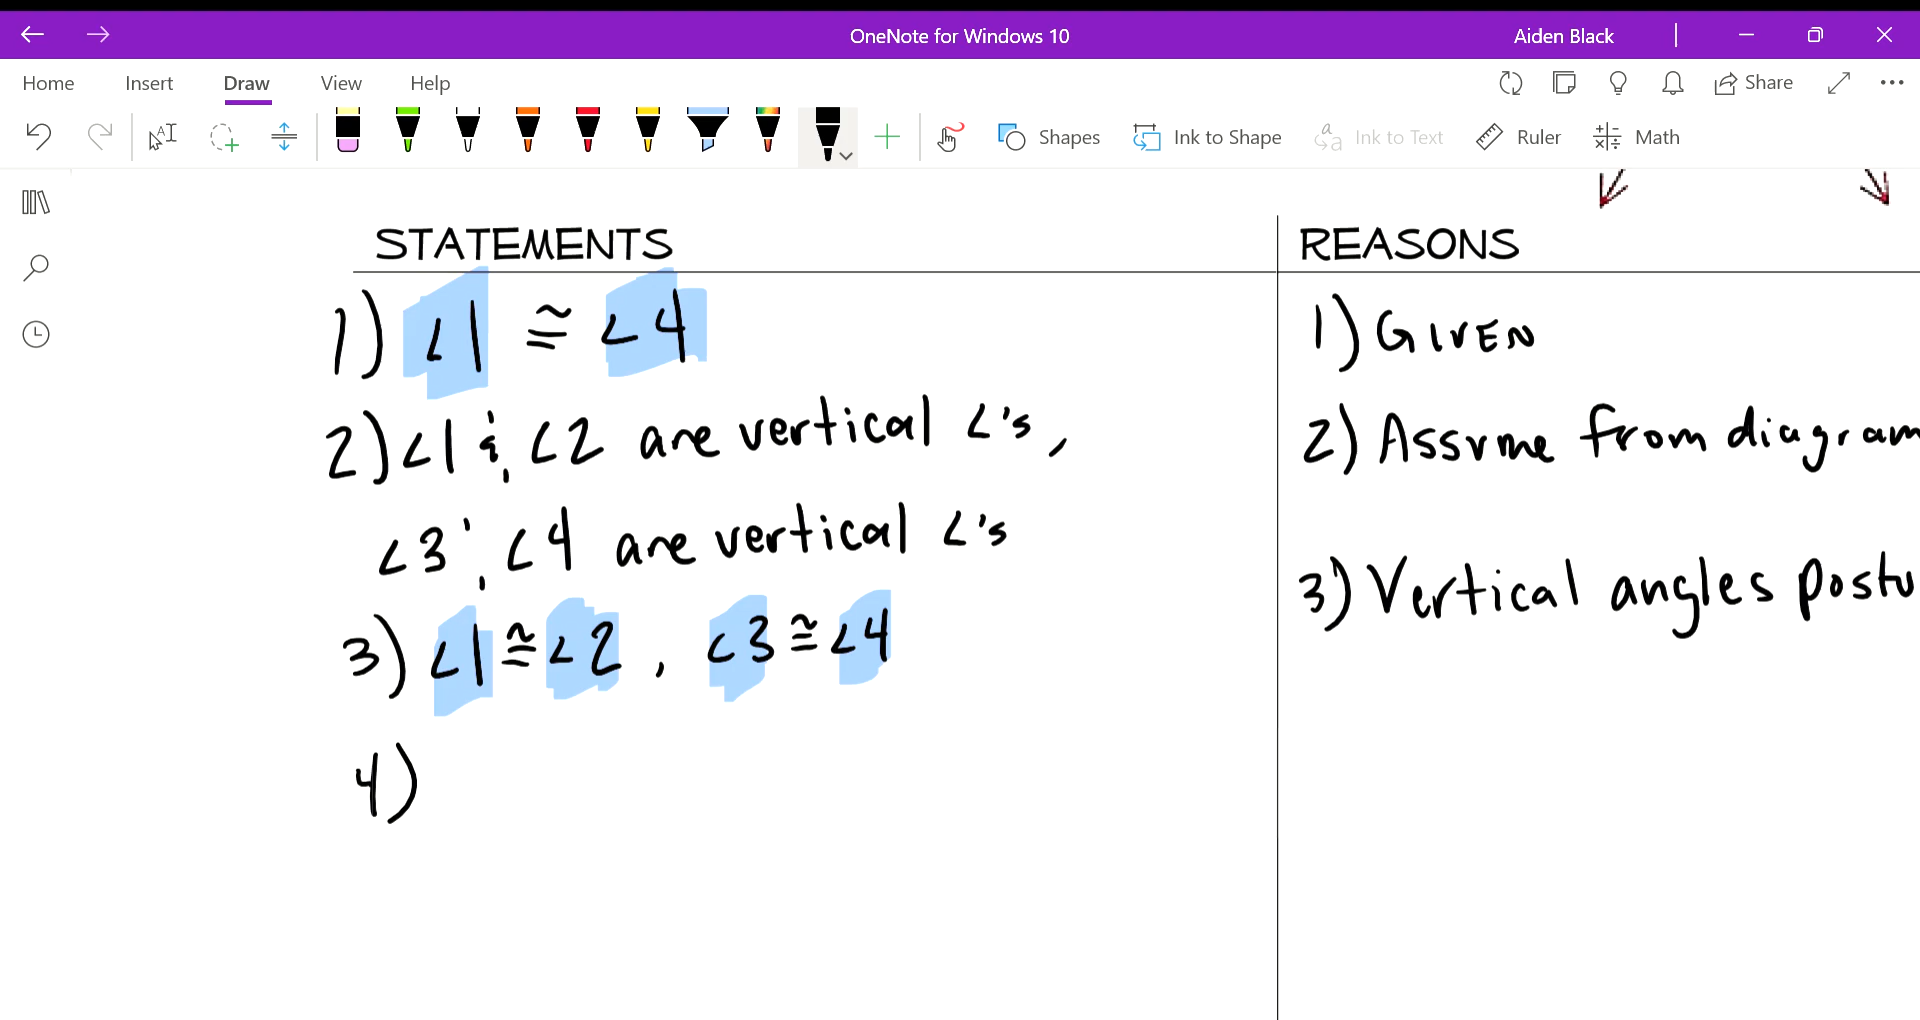 OneNote for Windows 10
Aiden Black
Home Insert Draw View Help
Share
Shapes Ink to Shape Ink to Text Ruler Math
STATEMENTS
REASONS
1) ∠1 ≅ ∠4
1) GIVEN
2) ∠1 & ∠2 are vertical ∠'s,
2) Assume from diagram
∠3 & ∠4 are vertical ∠'s
3) Vertical angles postu
3) ∠1 ≅ ∠2 , ∠3 ≅ ∠4
4)